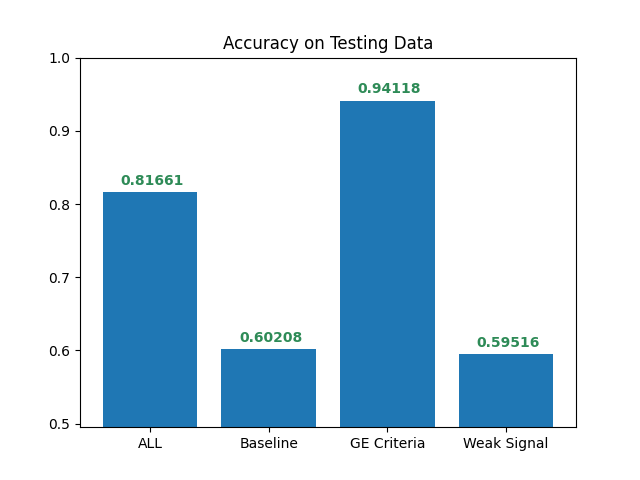 Accuracy on Testing Data
1.0
0.9
0.8
0.7
0.6
0.5
0.81661
0.60208
0.94118
0.59516
ALL
Baseline
GE Criteria
Weak Signal